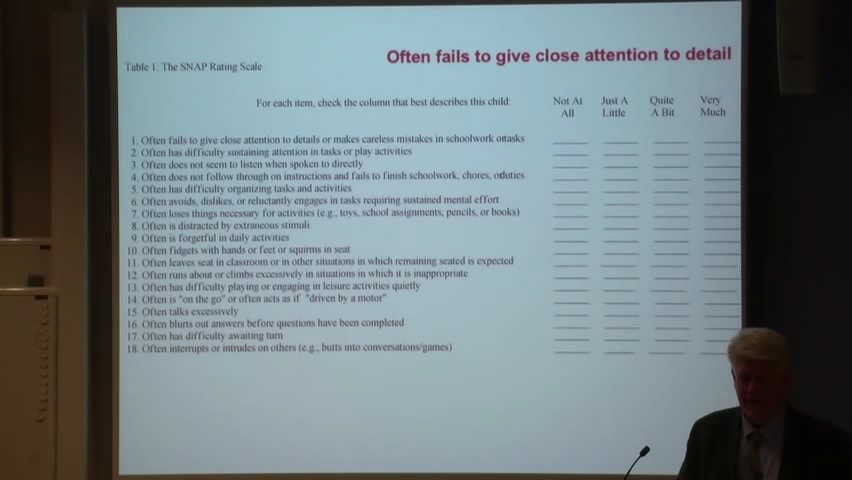 Often fails to give close attention to detail
Table 1. The SNAP Rating Scale
For each item, check the column that best describes this child:
Not At All
Just A Little
Quite A Bit
Very Much
1. Often fails to give close attention to details or makes careless mistakes in schoolwork ortasks
2. Often has difficulty sustaining attention in tasks or play activities
3. Often does not seem to listen when spoken to directly
4. Often does not follow through on instructions and fails to finish schoolwork, chores, orduties
5. Often has difficulty organizing tasks and activities
6. Often avoids, dislikes, or reluctantly engages in tasks requiring sustained mental effort
7. Often loses things necessary for activities (e.g., toys, school assignments, pencils, or books)
8. Often is distracted by extraneous stimuli
9. Often is forgetful in daily activities
10. Often fidgets with hands or feet or squirms in seat
11. Often leaves seat in classroom or in other situations in which remaining seated is expected
12. Often runs about or climbs excessively in situations in which it is inappropriate
13. Often has difficulty playing or engaging in leisure activities quietly
14. Often is "on the go" or often acts as if "driven by a motor"
15. Often talks excessively
16. Often blurts out answers before questions have been completed
17. Often has difficulty awaiting turn
18. Often interrupts or intrudes on others (e.g., butts into conversations/games)